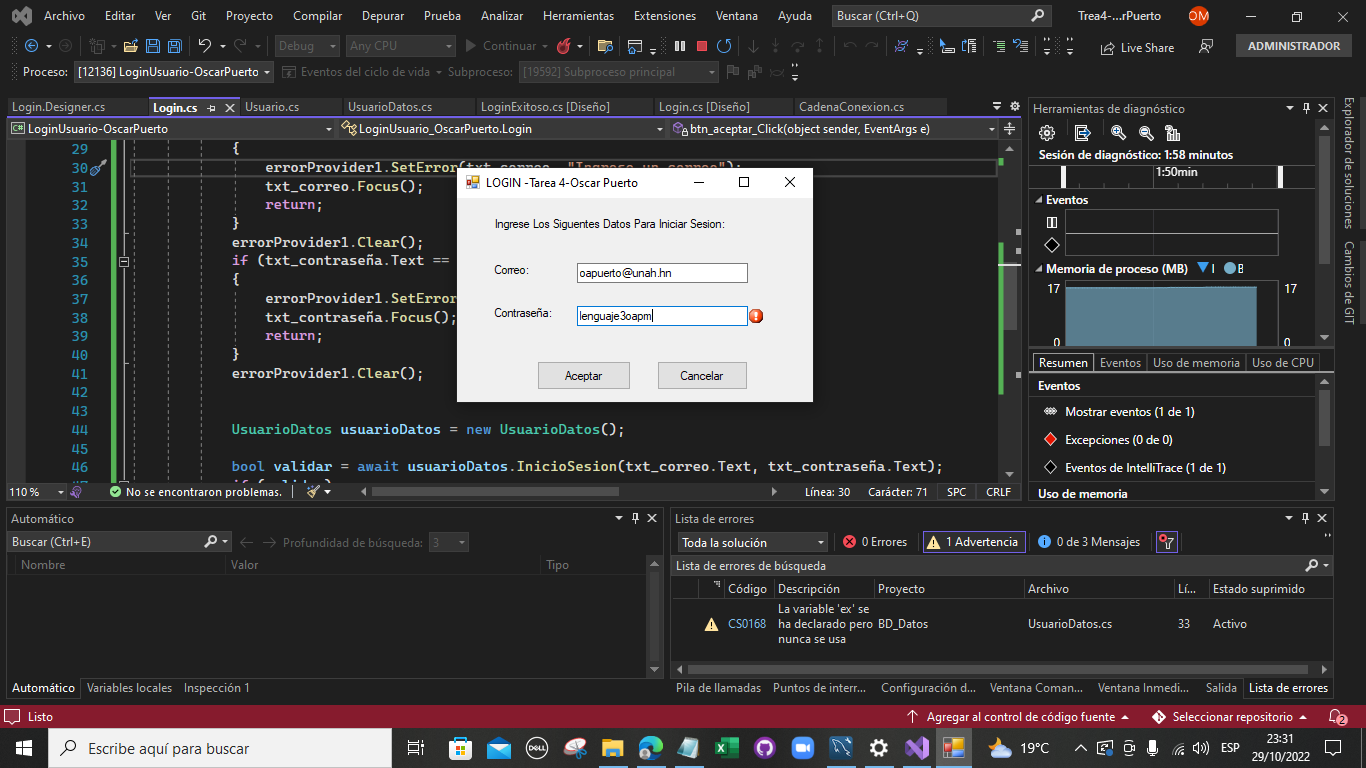 Archivo Editar Ver Git Proyecto Compilar Depurar Prueba Analizar Herramientas Extensiones Ventana Ayuda Buscar (Ctrl+Q) Trea4-...rPuerto OM
Debug Any CPU Continuar Live Share ADMINISTRADOR
Proceso: [12136] LoginUsuario-OscarPuerto Eventos del ciclo de vida Subproceso: [19592] Subproceso principal
Login.Designer.cs Login.cs Usuario.cs UsuarioDatos.cs LoginExitoso.cs [Diseño] Login.cs [Diseño] CadenaConexion.cs
LoginUsuario-OscarPuerto LoginUsuario_OscarPuerto.Login btn_aceptar_Click(object sender, EventArgs e)
29 {
30 errorProvider1.SetError(txt_correo, "Ingrese un correo");
31 txt_correo.Focus();
32 return;
33 }
34 errorProvider1.Clear();
35 if (txt_contraseña.Text ==
36 {
37 errorProvider1.SetError
38 txt_contraseña.Focus();
39 return;
40 }
41 errorProvider1.Clear();
42
43
44 UsuarioDatos usuarioDatos = new UsuarioDatos();
45
46 bool validar = await usuarioDatos.InicioSesion(txt_correo.Text, txt_contraseña.Text);
110 % No se encontraron problemas. Línea: 30 Carácter: 71 SPC CRLF
LOGIN -Tarea 4-Oscar Puerto
Ingrese Los Siguentes Datos Para Iniciar Sesion:
Correo: oapuerto@unah.hn
Contraseña: lenguaje3oapm
Aceptar Cancelar
Herramientas de diagnóstico
Sesión de diagnóstico: 1:58 minutos
1:50min
Eventos
Memoria de proceso (MB) I B
17 17
0 0
Resumen Eventos Uso de memoria Uso de CPU
Eventos
Mostrar eventos (1 de 1)
Excepciones (0 de 0)
Eventos de IntelliTrace (1 de 1)
Uso de memoria
Explorador de soluciones
Cambios de GIT
Automático
Buscar (Ctrl+E) Profundidad de búsqueda: 3
Nombre Valor Tipo
Automático Variables locales Inspección 1
Lista de errores
Toda la solución 0 Errores 1 Advertencia 0 de 3 Mensajes
Lista de errores de búsqueda
Código Descripción Proyecto Archivo Lí... Estado suprimido
La variable 'ex' se
CS0168 ha declarado pero BD_Datos UsuarioDatos.cs 33 Activo
nunca se usa
Pila de llamadas Puntos de interr... Configuración d... Ventana Coman... Ventana Inmedi... Salida Lista de errores
Listo Agregar al control de código fuente Seleccionar repositorio 2
Escribe aquí para buscar DELL 19°C ESP 23:31
29/10/2022